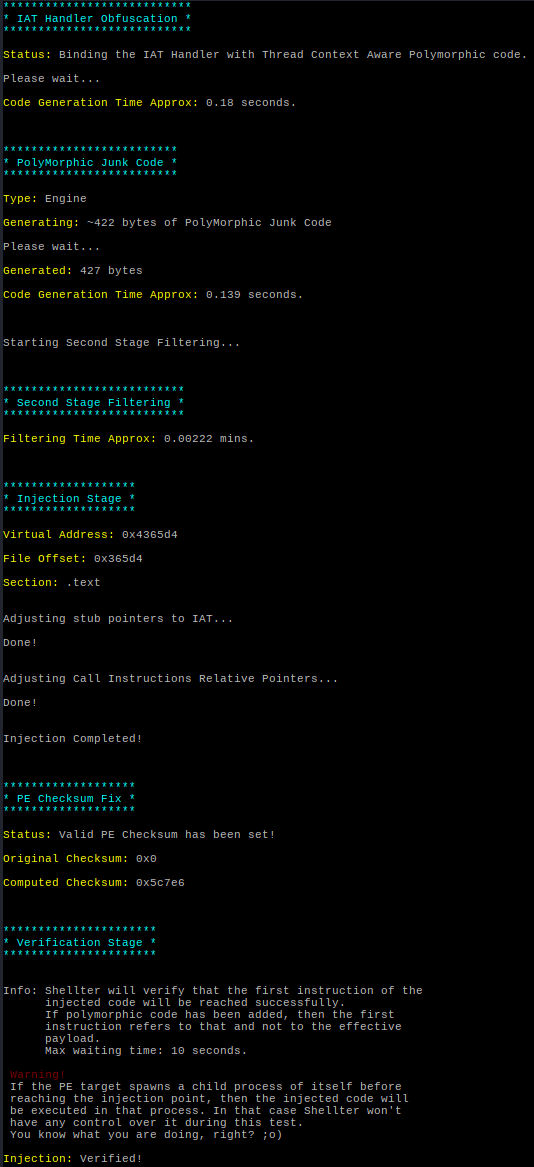 ***************************
* IAT Handler Obfuscation *
***************************
Status: Binding the IAT Handler with Thread Context Aware Polymorphic code.
Please wait...
Code Generation Time Approx: 0.18 seconds.
*************************
* PolyMorphic Junk Code *
*************************
Type: Engine
Generating: ~422 bytes of PolyMorphic Junk Code
Please wait...
Generated: 427 bytes
Code Generation Time Approx: 0.139 seconds.
Starting Second Stage Filtering...
**************************
* Second Stage Filtering *
**************************
Filtering Time Approx: 0.00222 mins.
*******************
* Injection Stage *
*******************
Virtual Address: 0x4365d4
File Offset: 0x365d4
Section: .text
Adjusting stub pointers to IAT...
Done!
Adjusting Call Instructions Relative Pointers...
Done!
Injection Completed!
*******************
* PE Checksum Fix *
*******************
Status: Valid PE Checksum has been set!
Original Checksum: 0x0
Computed Checksum: 0x5c7e6
**********************
* Verification Stage *
**********************
Info: Shellter will verify that the first instruction of the
injected code will be reached successfully.
If polymorphic code has been added, then the first
instruction refers to that and not to the effective
payload.
Max waiting time: 10 seconds.
Warning!
If the PE target spawns a child process of itself before
reaching the injection point, then the injected code will
be executed in that process. In that case Shellter won't
have any control over it during this test.
You know what you are doing, right? ;o)
Injection: Verified!